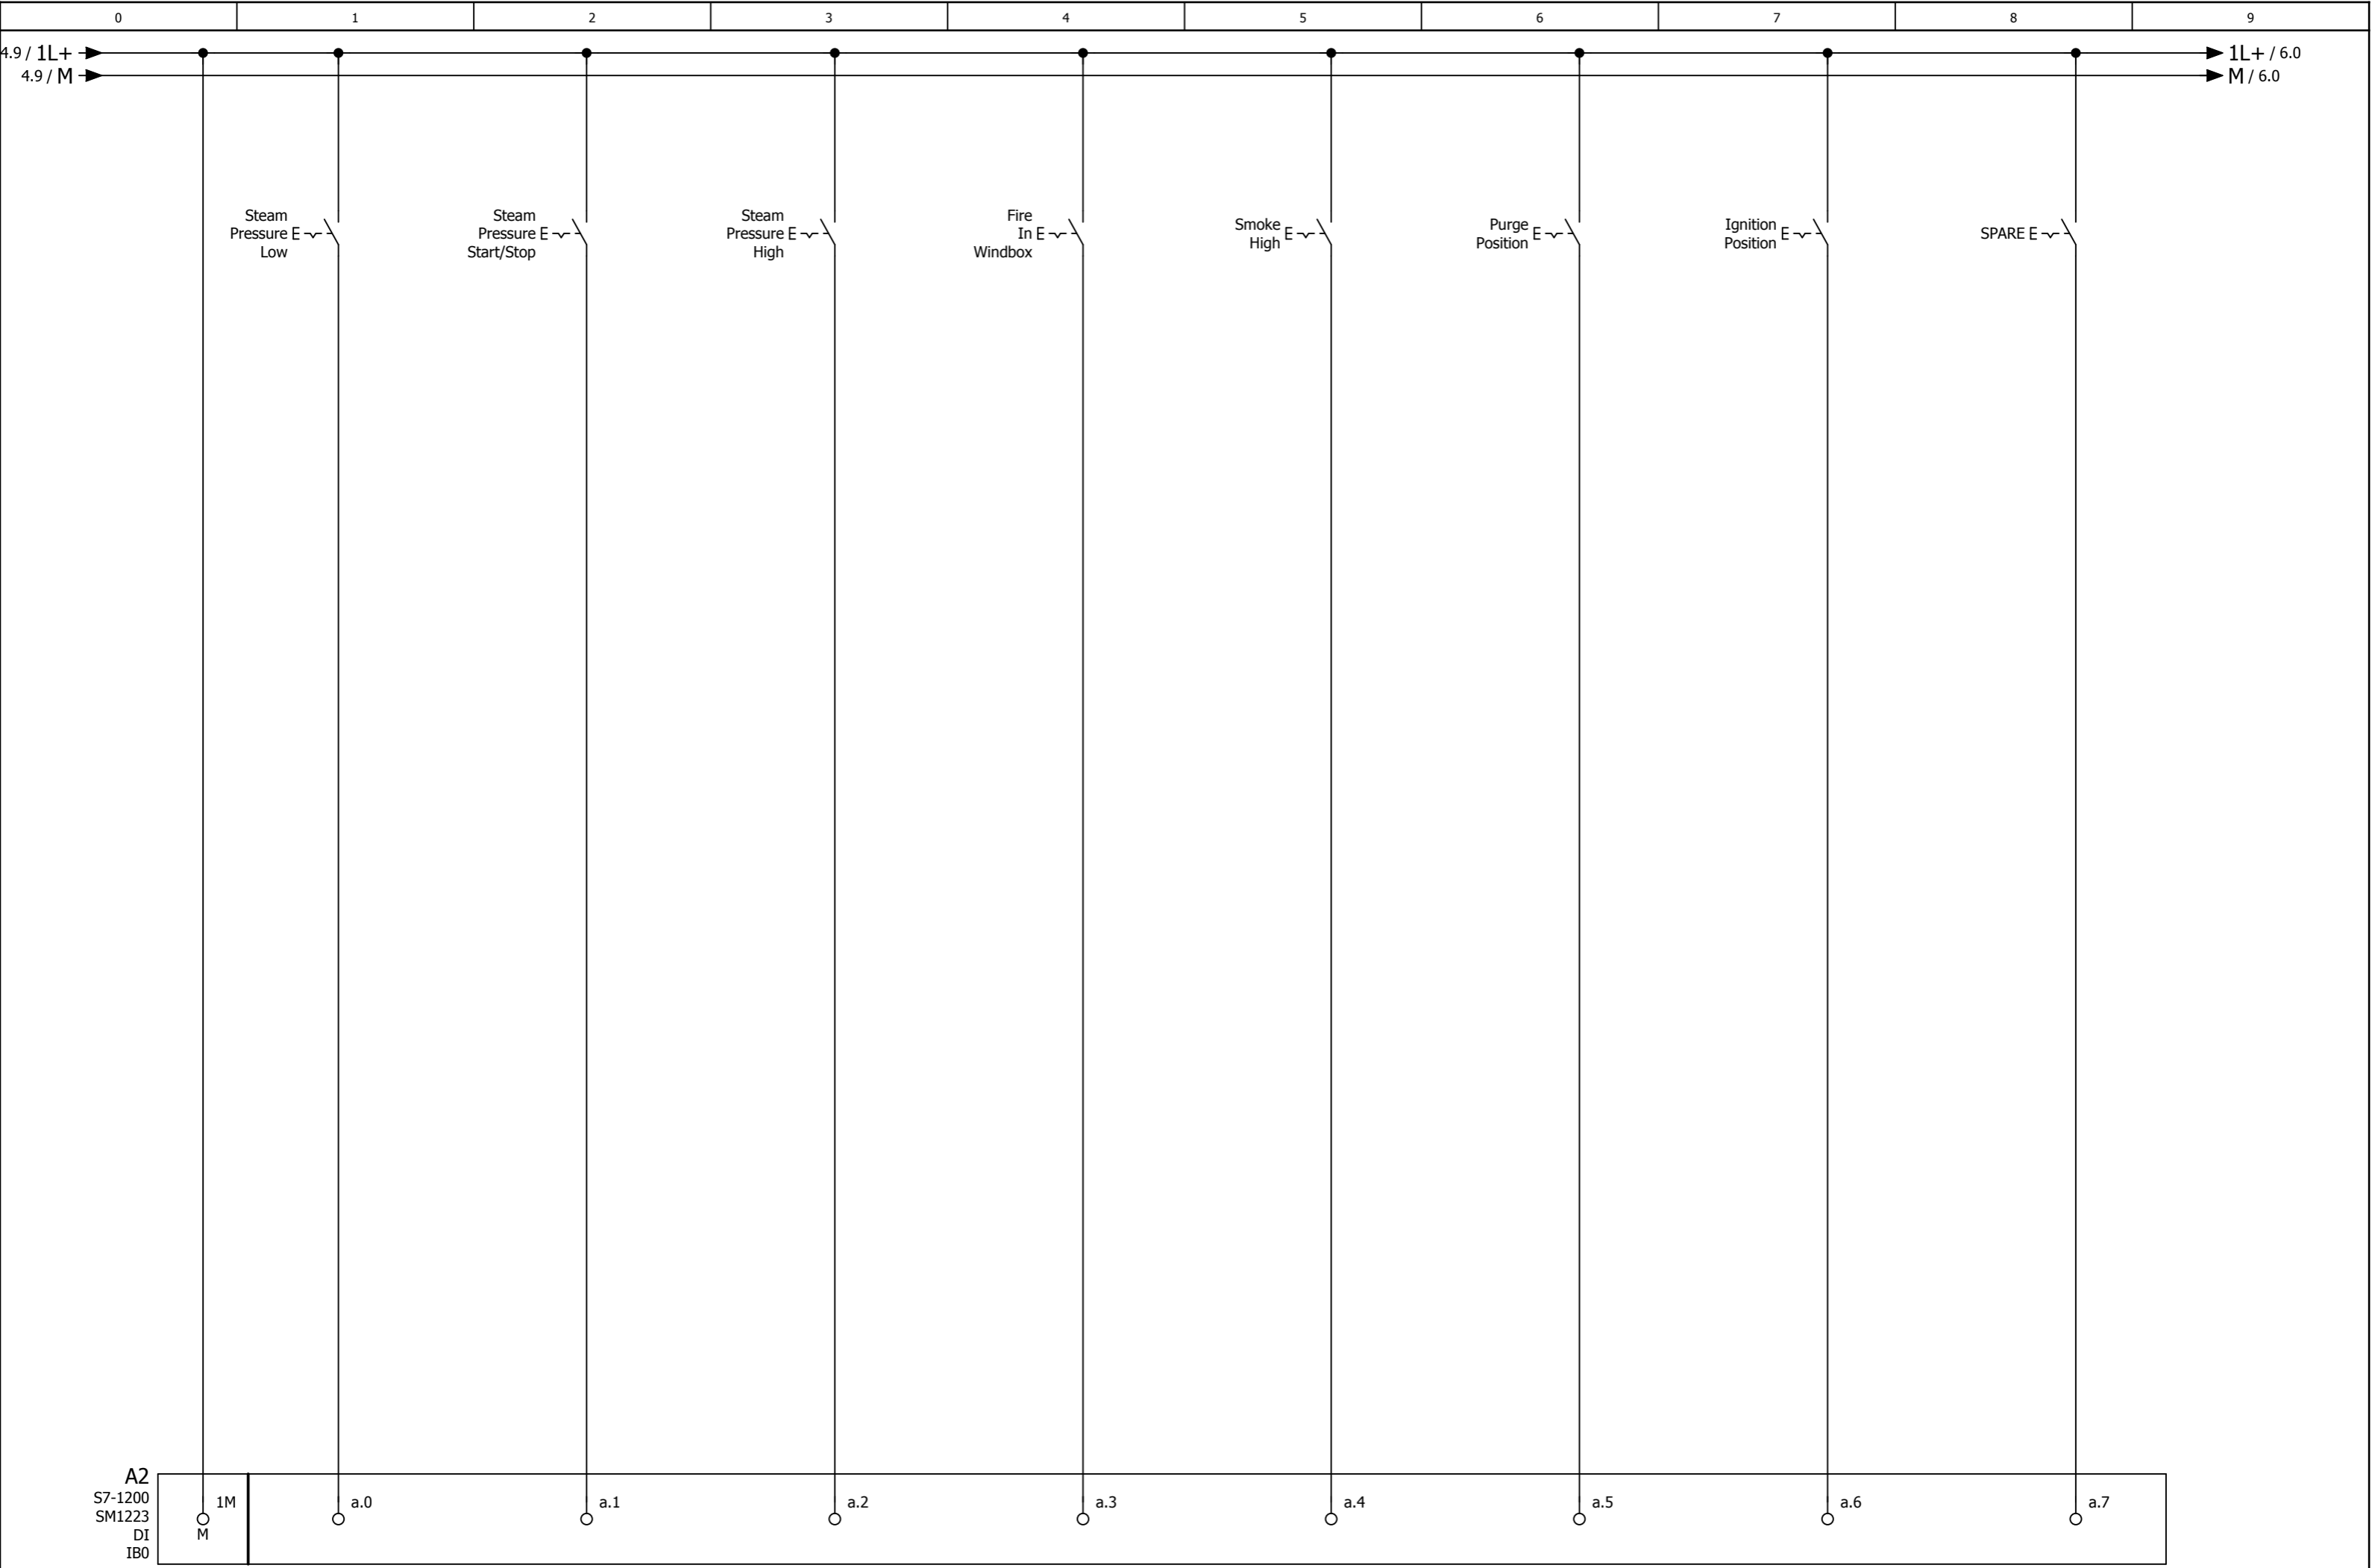 0 1 2 3 4 5 6 7 8 9
4.9 / 1L+ 1L+ / 6.0
4.9 / M M / 6.0
Steam
Pressure E
Low
Steam
Pressure E
Start/Stop
Steam
Pressure E
High
Fire
In E
Windbox
Smoke
High E
Purge
Position E
Ignition
Position E
SPARE E
A2
S7-1200
SM1223
DI
IB0
1M
M
a.0 a.1 a.2 a.3 a.4 a.5 a.6 a.7